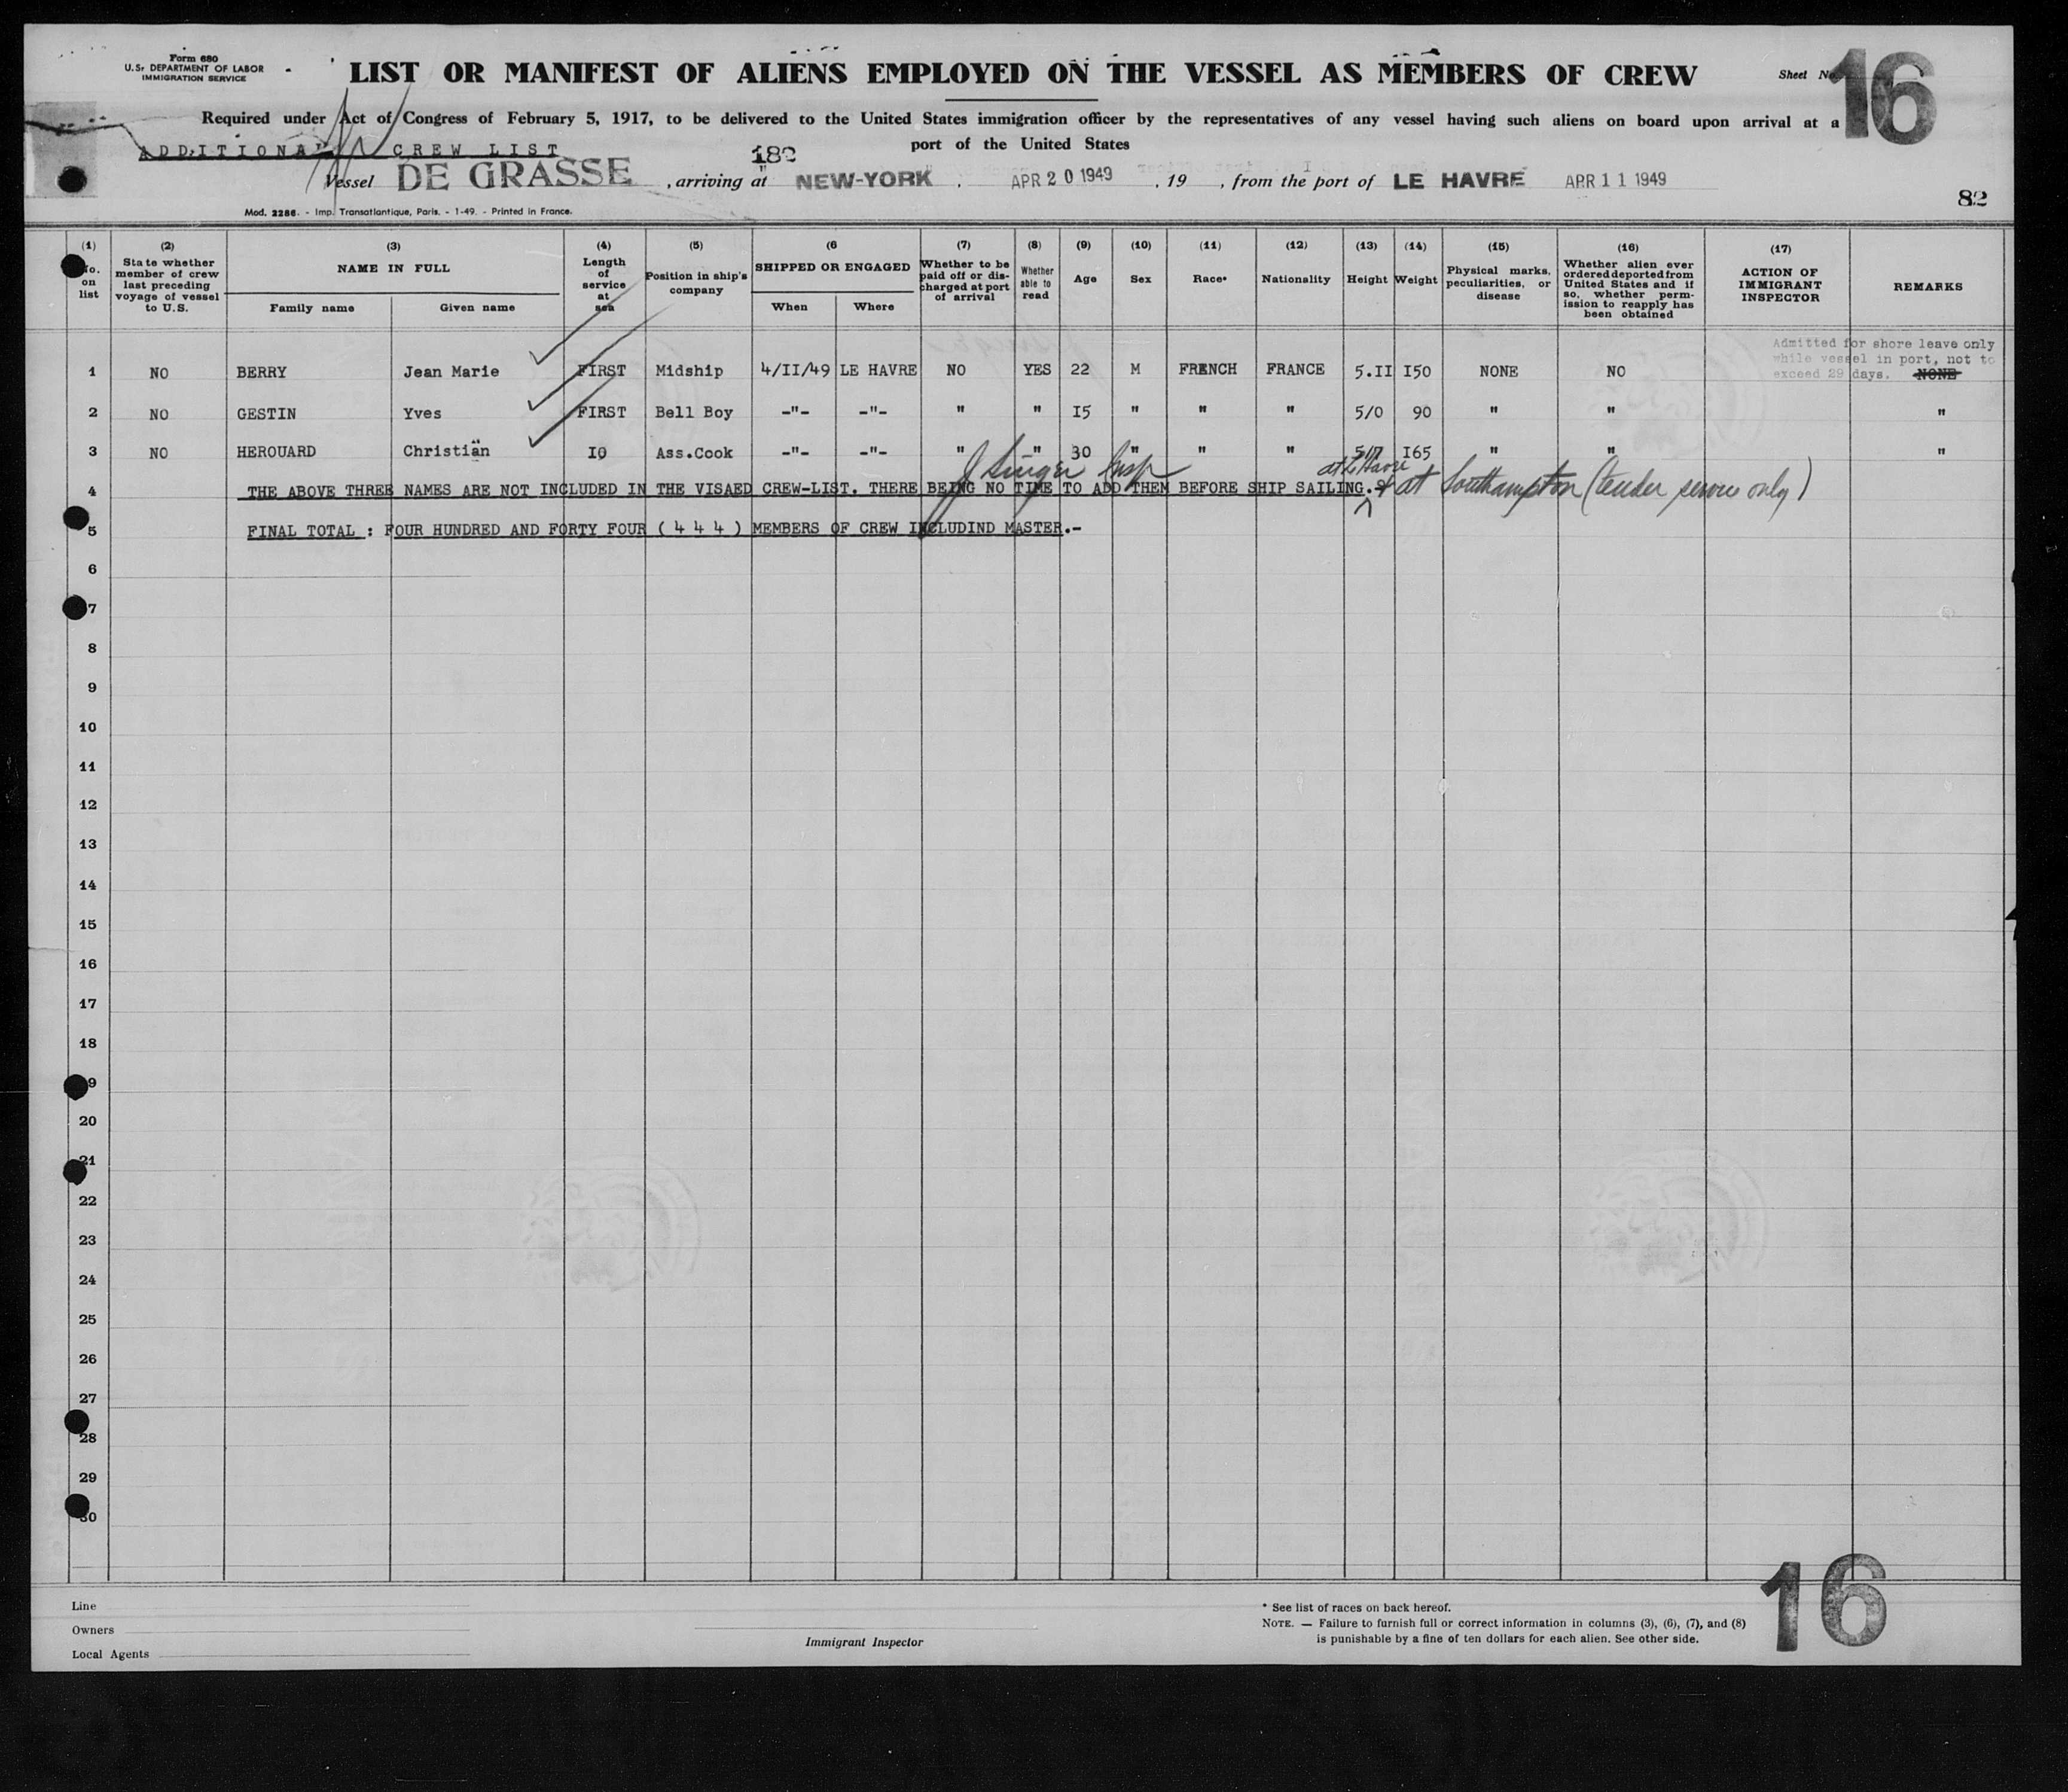 Form 680
U.S. DEPARTMENT OF LABOR
IMMIGRATION SERVICE
LIST OR MANIFEST OF ALIENS EMPLOYED ON THE VESSEL AS MEMBERS OF CREW
Sheet No. 16
Required under Act of Congress of February 5, 1917, to be delivered to the United States immigration officer by the representatives of any vessel having such aliens on board upon arrival at a
port of the United States
ADDITIONAL CREW LIST
182
Vessel DE GRASSE , arriving at NEW-YORK , APR 20 1949 , 19 , from the port of LE HAVRE APR 11 1949
82
Mod. 2286. - Imp. Transatlantique, Paris. - 1-49. - Printed in France.
(1) No. on list
(2) State whether member of crew last preceding voyage of vessel to U.S.
(3) NAME IN FULL Family name Given name
(4) Length of service at sea
(5) Position in ship's company
(6 SHIPPED OR ENGAGED When Where
(7) Whether to be paid off or discharged at port of arrival
(8) Whether able to read
(9) Age
(10) Sex
(11) Race*
(12) Nationality
(13) Height
(14) Weight
(15) Physical marks, peculiarities, or disease
(16) Whether alien ever ordered deported from United States and if so, whether permission to reapply has been obtained
(17) ACTION OF IMMIGRANT INSPECTOR
REMARKS
Admitted for shore leave only
while vessel in port, not to
exceed 29 days. NONE
1 NO BERRY Jean Marie FIRST Midship 4/II/49 LE HAVRE NO YES 22 M FRENCH FRANCE 5.II I50 NONE NO
2 NO GESTIN Yves FIRST Bell Boy -"- -"- " " I5 " " " 5/0 90 " " "
3 NO HEROUARD Christian I0 Ass.Cook -"- -"- " " 30 " " " 5/7 I65 " " "
J Singer Insp
at Le Havre
4 THE ABOVE THREE NAMES ARE NOT INCLUDED IN THE VISAED CREW-LIST. THERE BEING NO TIME TO ADD THEM BEFORE SHIP SAILING. & at Southampton (tender service only)
5 FINAL TOTAL : FOUR HUNDRED AND FORTY FOUR ( 4 4 4 ) MEMBERS OF CREW INCLUDIND MASTER.-
6
7
8
9
10
11
12
13
14
15
16
17
18
19
20
21
22
23
24
25
26
27
28
29
30
Line
Owners
Local Agents
Immigrant Inspector
* See list of races on back hereof.
NOTE. — Failure to furnish full or correct information in columns (3), (6), (7), and (8)
is punishable by a fine of ten dollars for each alien. See other side.
16